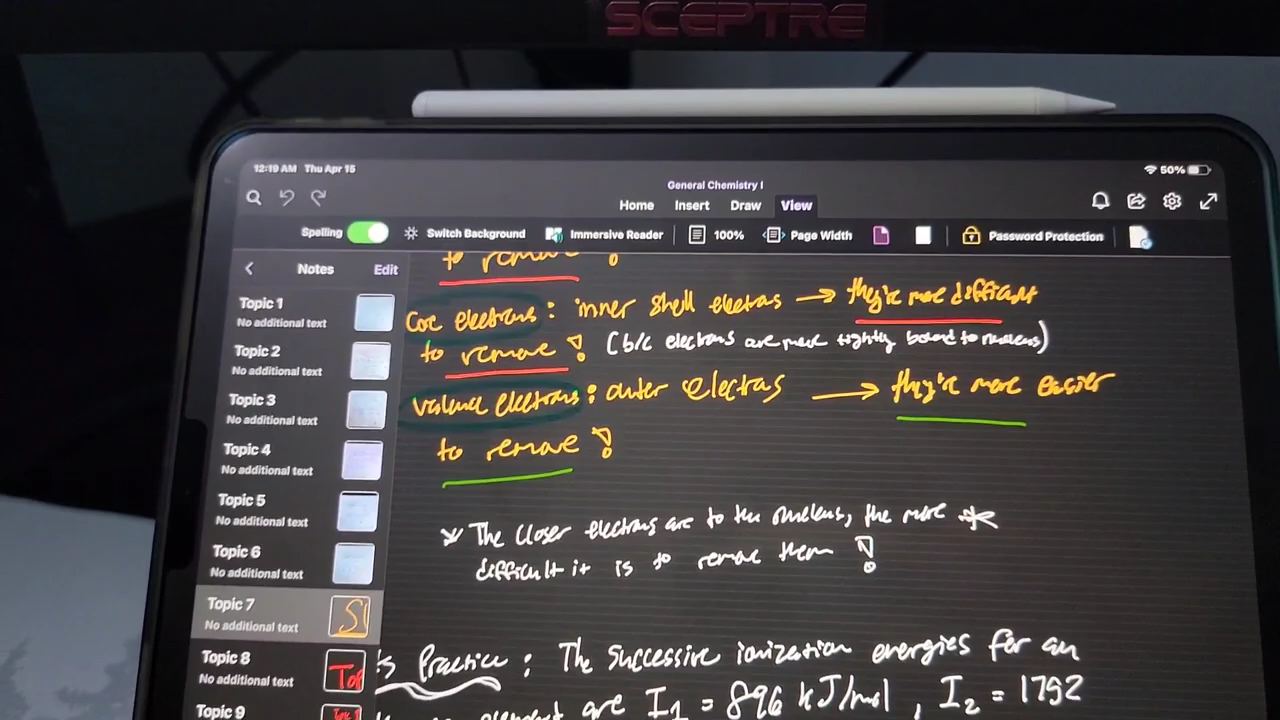 SCEPTRE
12:19 AM Thu Apr 15
50%
General Chemistry I
Home Insert Draw View
Spelling Switch Background Immersive Reader 100% Page Width Password Protection
Notes Edit
Topic 1
No additional text
Topic 2
No additional text
Topic 3
No additional text
Topic 4
No additional text
Topic 5
No additional text
Topic 6
No additional text
Topic 7
No additional text
Topic 8
No additional text
Topic 9
to remove !
Core electrons : inner shell electrons → they're more difficult
to remove ! (b/c electrons are more tightly bound to nucleus)
valence electrons : outer electrons → they're more easier
to remove !
* The closer electrons are to the nucleus, the more *
difficult it is to remove them !
Practice : The successive ionization energies for an
element are I₁ = 896 kJ/mol , I₂ = 1752